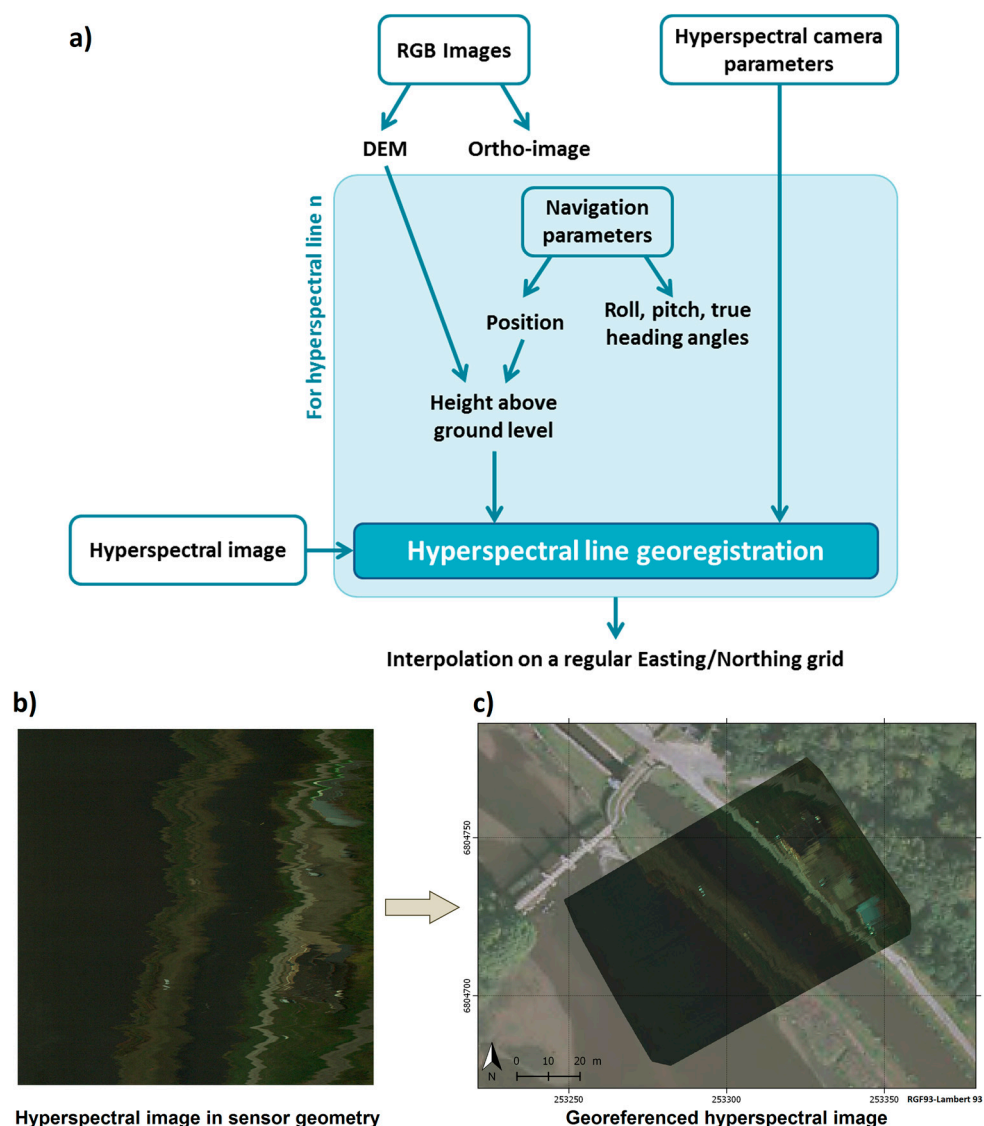 a)
RGB Images
Hyperspectral camera
parameters
DEM
Ortho-image
For hyperspectral line n
Navigation
parameters
Position
Roll, pitch, true
heading angles
Height above
ground level
Hyperspectral image
Hyperspectral line georegistration
Interpolation on a regular Easting/Northing grid
b)
c)
6804750
6804700
0 10 20 m
N
253250
253300
253350
RGF93-Lambert 93
Hyperspectral image in sensor geometry
Georeferenced hyperspectral image